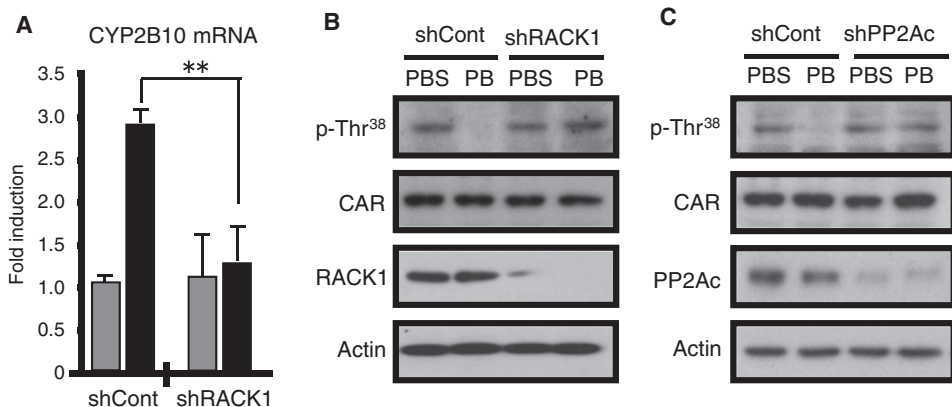 A
CYP2B10 mRNA
**
3.5
3.0
2.5
2.0
1.5
1.0
0.5
0
Fold induction
shCont shRACK1
B
shCont shRACK1
PBS PB PBS PB
p-Thr³⁸
CAR
RACK1
Actin
C
shCont shPP2Ac
PBS PB PBS PB
p-Thr³⁸
CAR
PP2Ac
Actin